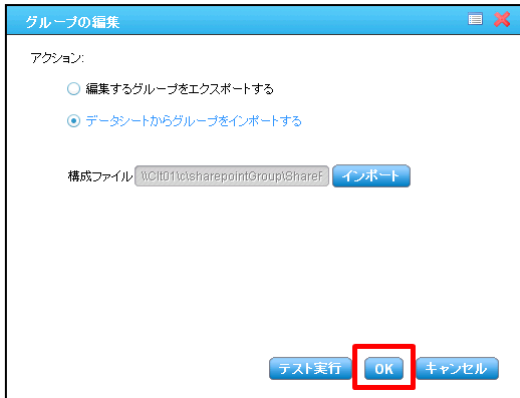 グループの編集
アクション:
編集するグループをエクスポートする
データシートからグループをインポートする
構成ファイル \\Clt01\c\sharepointGroup\ShareF インポート
テスト実行 OK キャンセル